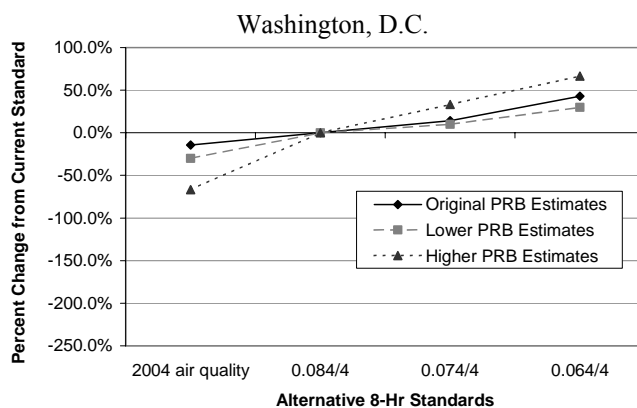 Washington, D.C.
Percent Change from Current Standard
100.0%
50.0%
0.0%
-50.0%
-100.0%
-150.0%
-200.0%
-250.0%
Original PRB Estimates
Lower PRB Estimates
Higher PRB Estimates
2004 air quality 0.084/4 0.074/4 0.064/4
Alternative 8-Hr Standards